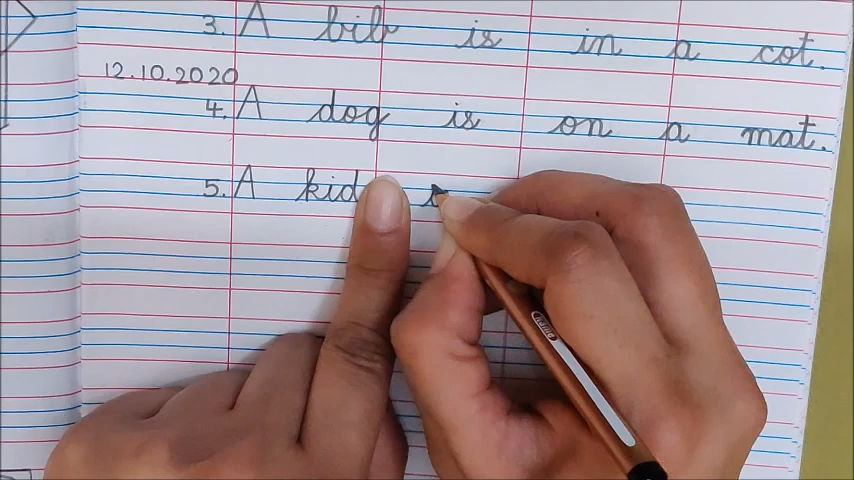 3. A bib is in a cot.
12.10.2020
4. A dog is on a mat.
5. A kid